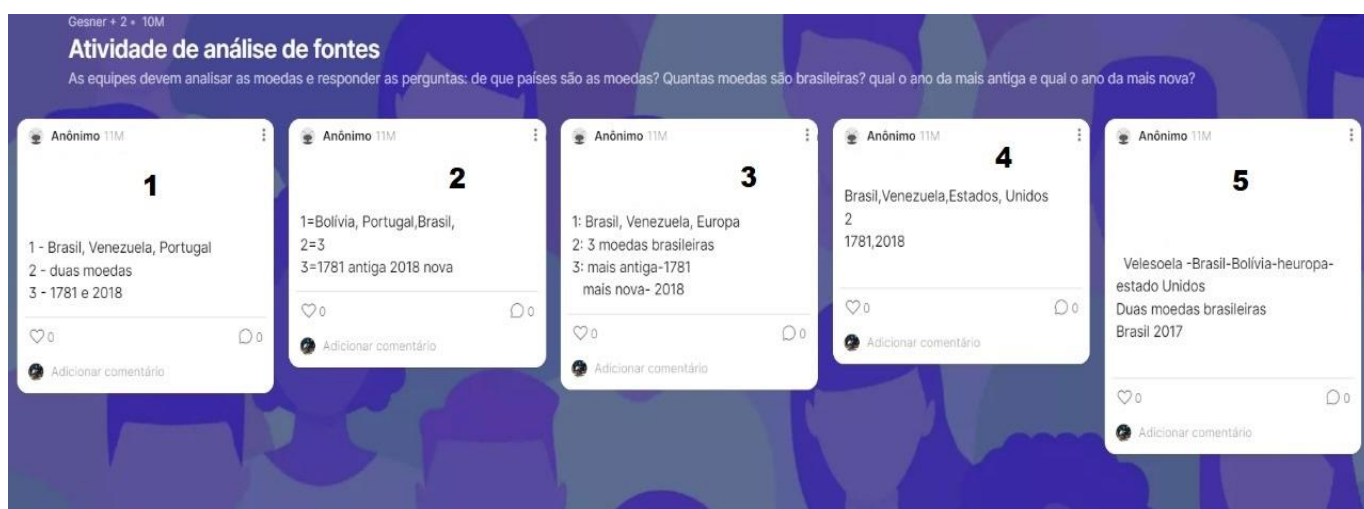 Gesner + 2 • 10M
Atividade de análise de fontes
As equipes devem analisar as moedas e responder as perguntas: de que países são as moedas? Quantas moedas são brasileiras? qual o ano da mais antiga e qual o ano da mais nova?
Anônimo 11M
1
1 - Brasil, Venezuela, Portugal
2 - duas moedas
3 - 1781 e 2018
0
0
Adicionar comentário
Anônimo 11M
2
1=Bolívia, Portugal,Brasil,
2=3
3=1781 antiga 2018 nova
0
0
Adicionar comentário
Anônimo 11M
3
1: Brasil, Venezuela, Europa
2: 3 moedas brasileiras
3: mais antiga-1781
mais nova- 2018
0
0
Adicionar comentário
Anônimo 11M
4
Brasil,Venezuela,Estados, Unidos
2
1781,2018
0
0
Adicionar comentário
Anônimo 11M
5
Velesoela -Brasil-Bolívia-heuropa-
estado Unidos
Duas moedas brasileiras
Brasil 2017
0
0
Adicionar comentário